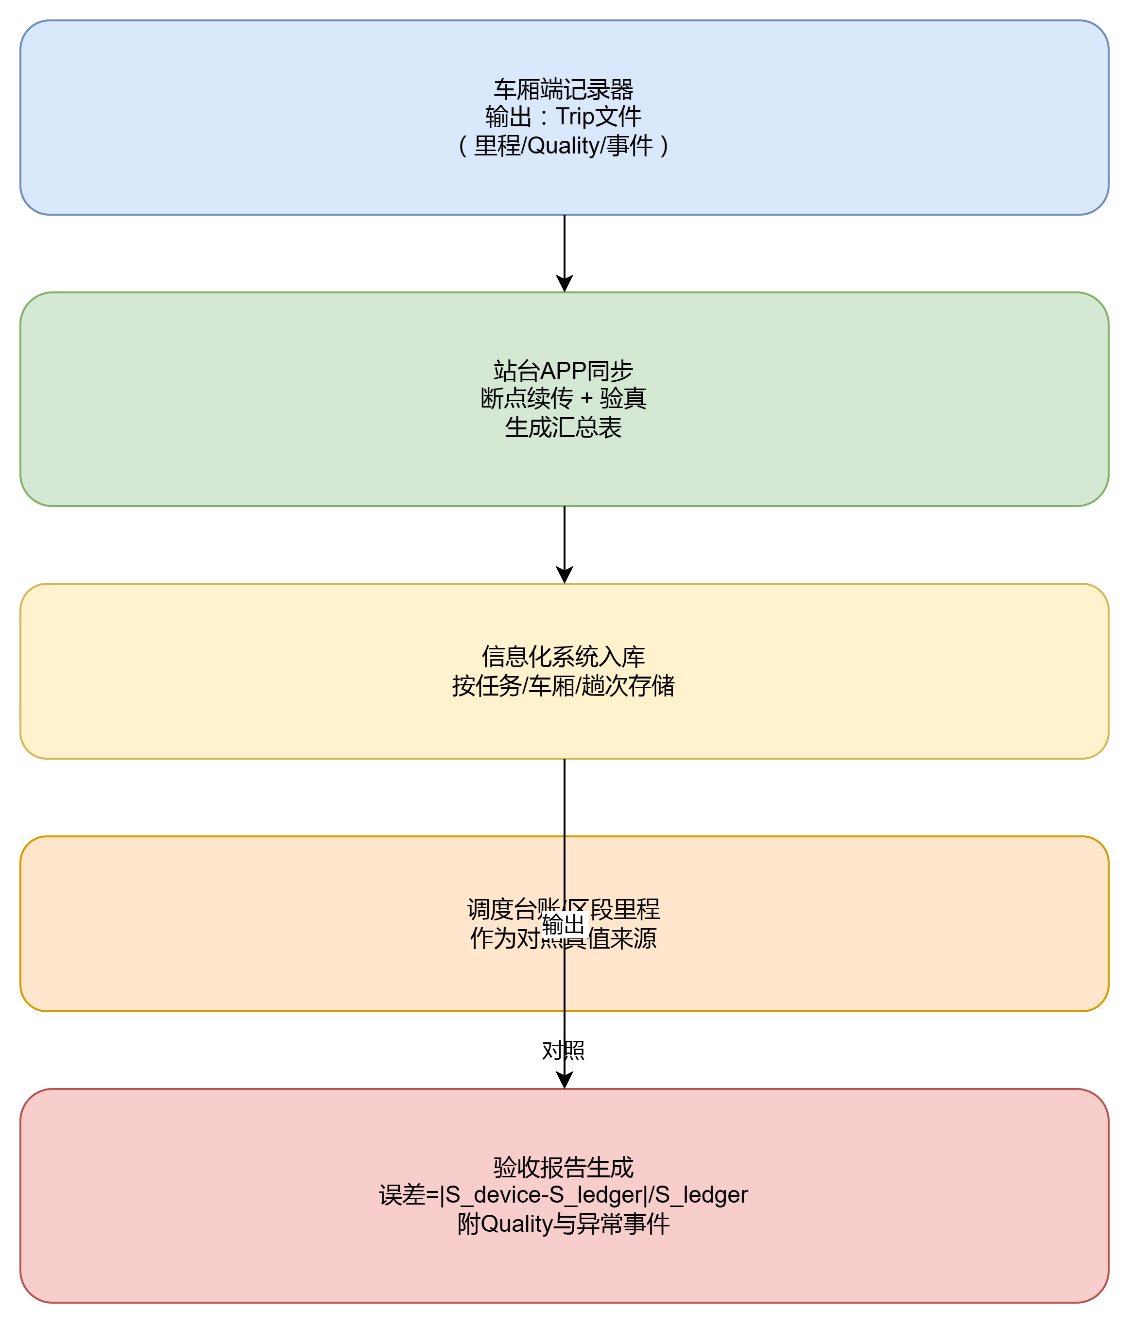 车厢端记录器
输出：Trip文件
（里程/Quality/事件）
站台APP同步
断点续传 + 验真
生成汇总表
信息化系统入库
按任务/车厢/趟次存储
调度台账/区段里程
作为对照真值来源
输出
对照
验收报告生成
误差=|S_device-S_ledger|/S_ledger
附Quality与异常事件